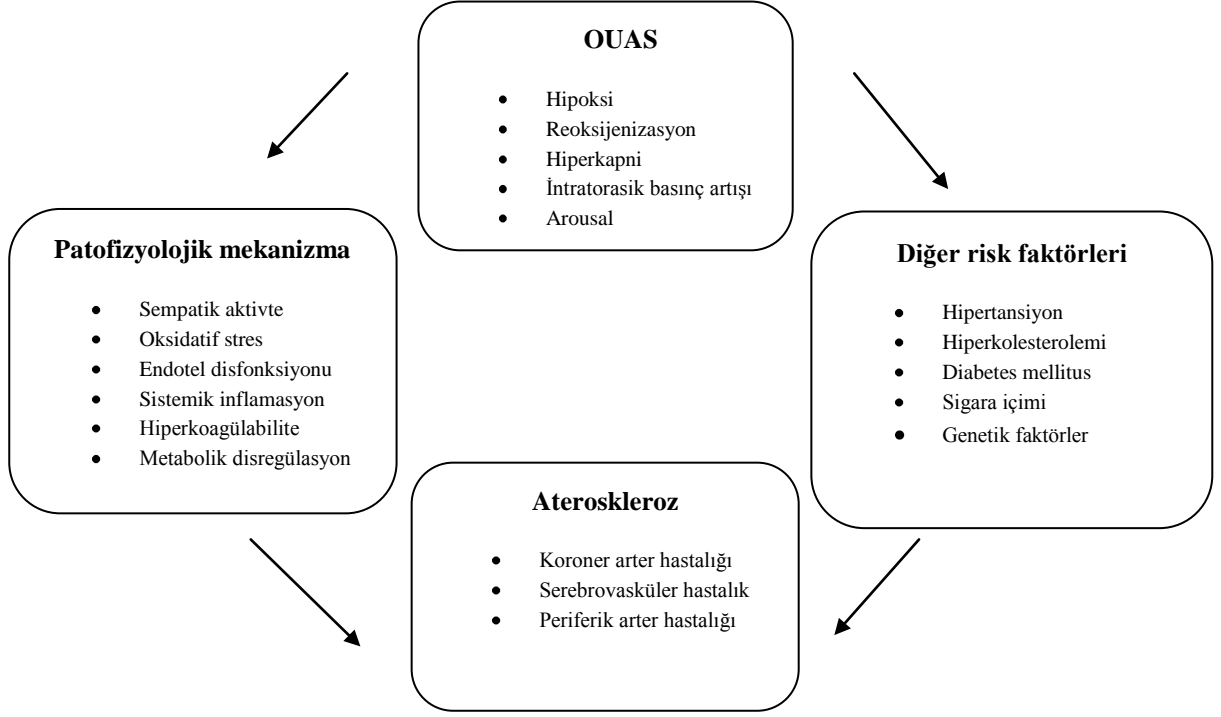 OUAS
• Hipoksi
• Reoksijenizasyon
• Hiperkapni
• İntratorasik basınç artışı
• Arousal
Patofizyolojik mekanizma
• Sempatik aktivte
• Oksidatif stres
• Endotel disfonksiyonu
• Sistemik inflamasyon
• Hiperkoagülabilite
• Metabolik disregülasyon
Diğer risk faktörleri
• Hipertansiyon
• Hiperkolesterolemi
• Diabetes mellitus
• Sigara içimi
• Genetik faktörler
Ateroskleroz
• Koroner arter hastalığı
• Serebrovasküler hastalık
• Periferik arter hastalığı